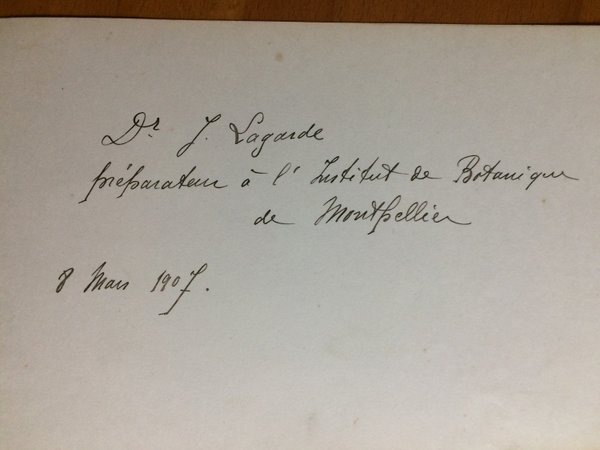 Dr J. Lagarde
préparateur à l'Institut de Botanique
de Montpellier
8 Mars 1907.